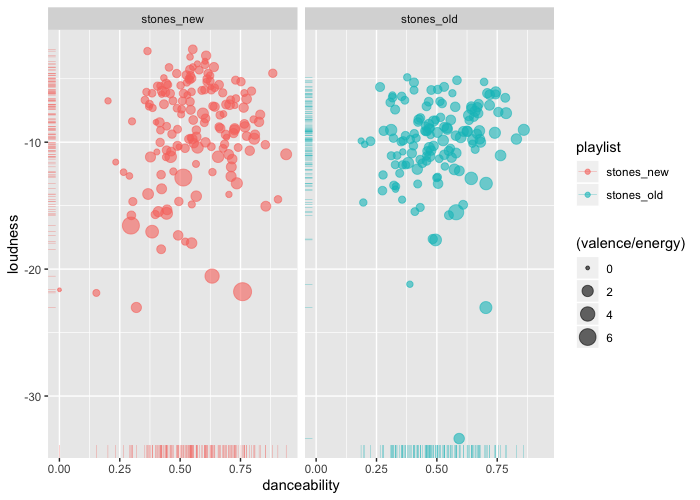 stones_new
stones_old
loudness
-10
-20
-30
0.00
0.25
0.50
0.75
0.00
0.25
0.50
0.75
danceability
playlist
stones_new
stones_old
(valence/energy)
0
2
4
6